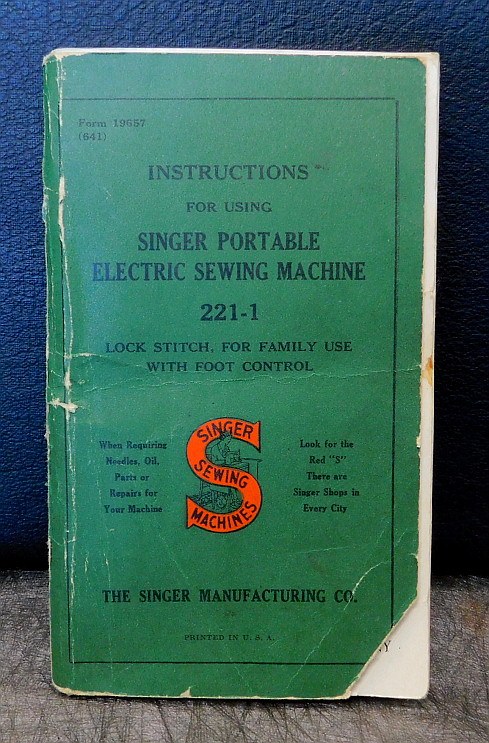 Form 19657
(641)
INSTRUCTIONS
FOR USING
SINGER PORTABLE
ELECTRIC SEWING MACHINE
221-1
LOCK STITCH, FOR FAMILY USE
WITH FOOT CONTROL
When Requiring
Needles, Oil,
Parts or
Repairs for
Your Machine
SINGER
SEWING
MACHINES
Look for the
Red "S"
There are
Singer Shops in
Every City
THE SINGER MANUFACTURING CO.
PRINTED IN U. S. A.
Y